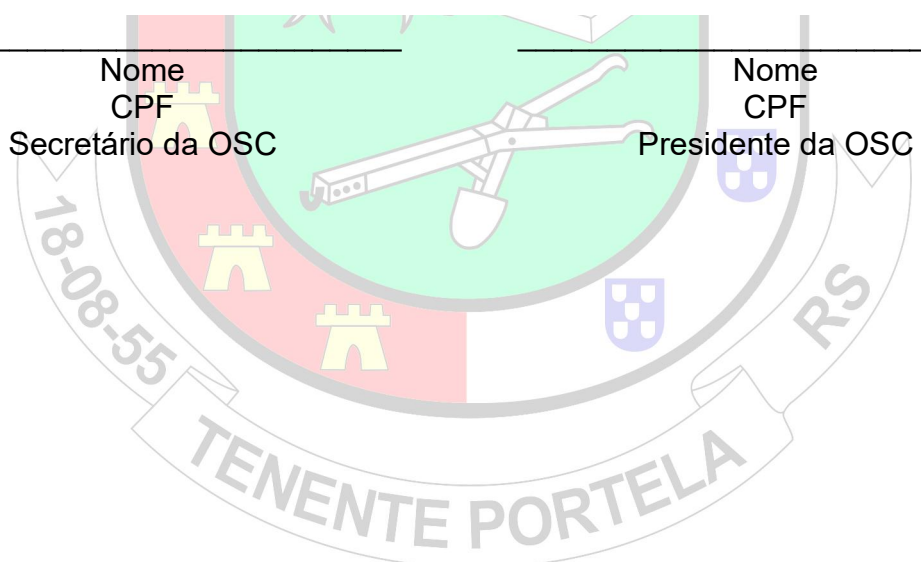 Nome
CPF
Secretário da OSC
Nome
CPF
Presidente da OSC
18-08-55
TENENTE PORTELA
RS